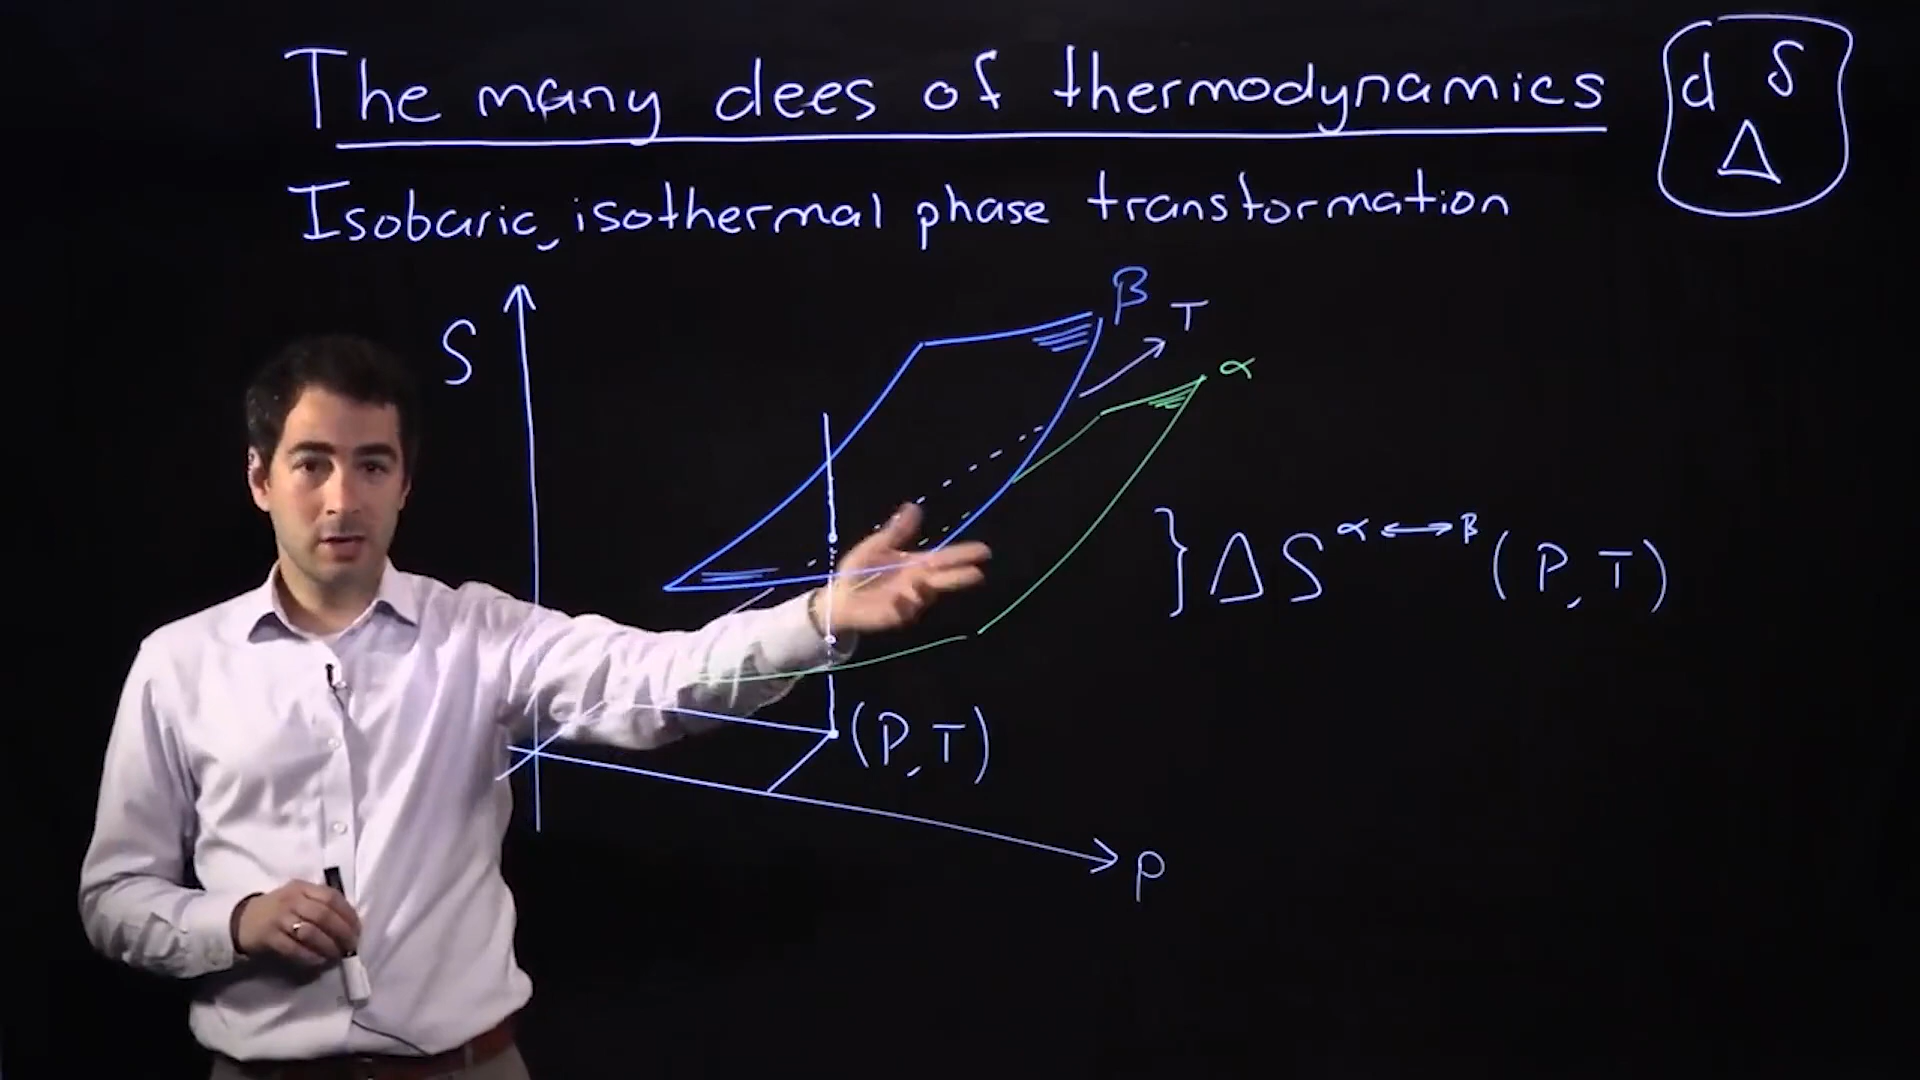 The many dees of thermodynamics
d δ
Δ
Isobaric, isothermal phase transformation
S
β
T
α
} ΔS^α↔β (P,T)
(P,T)
P